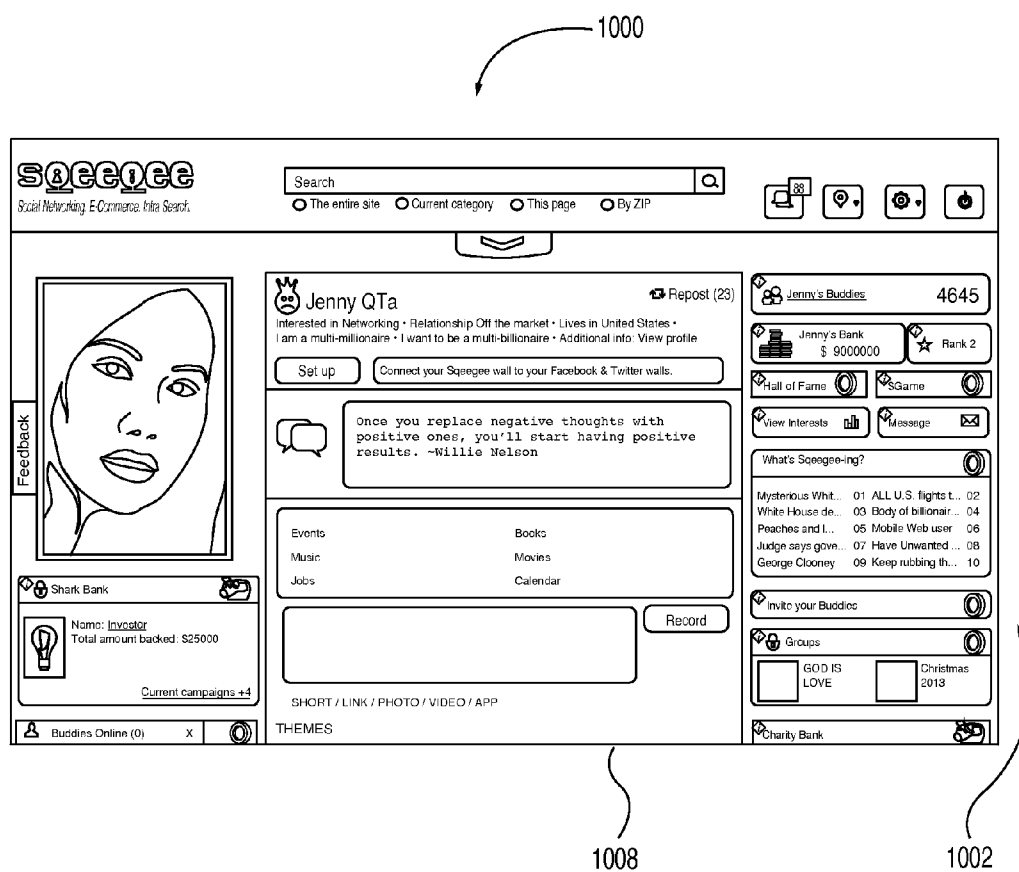 1000
sqeeqee
Social Networking. E-Commerce. Intra Search.
Search
The entire site
Current category
This page
By ZIP
88
Feedback
Jenny QTa
Repost (23)
Interested in Networking • Relationship Off the market • Lives in United States •
I am a multi-millionaire • I want to be a multi-billionaire • Additional info: View profile
Set up
Connect your Sqeegee wall to your Facebook & Twitter walls.
Once you replace negative thoughts with
positive ones, you'll start having positive
results. ~Willie Nelson
Events
Books
Music
Movies
Jobs
Calendar
Record
SHORT / LINK / PHOTO / VIDEO / APP
THEMES
Shark Bank
Name: Investor
Total amount backed: $25000
Current campaigns +4
Buddies Online (0) X
Jenny's Buddies 4645
Jenny's Bank
$ 9000000
Rank 2
Hall of Fame
SGame
View Interests
Message
What's Sqeegee-ing?
Mysterious Whit... 01 ALL U.S. flights t... 02
White House de... 03 Body of billionair... 04
Peaches and l... 05 Mobile Web user 06
Judge says gove... 07 Have Unwanted ... 08
George Clooney 09 Keep rubbing th... 10
Invite your Buddies
Groups
GOD IS
LOVE
Christmas
2013
Charity Bank
1008
1002